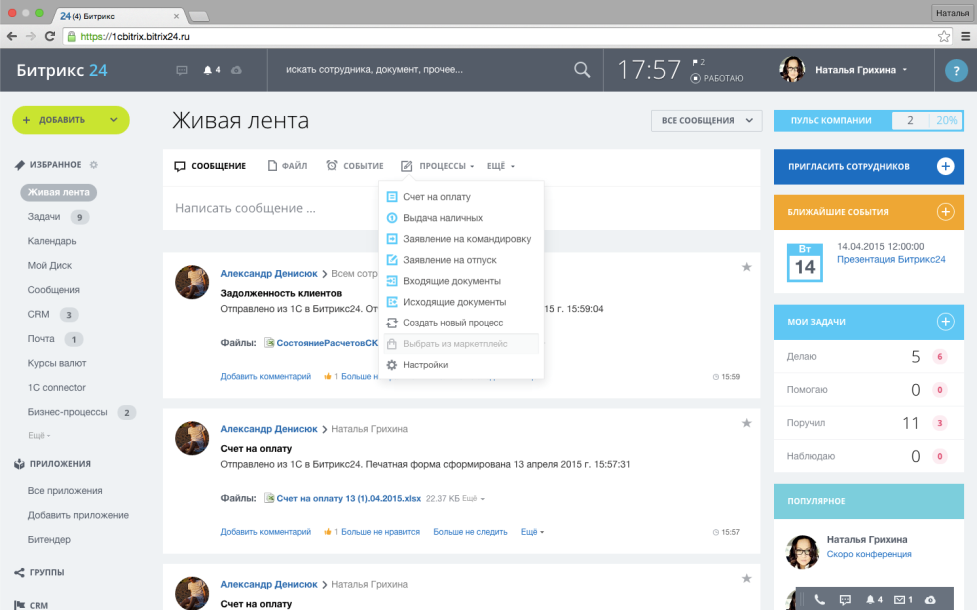 24 (4) Битрикс
Наталья
https://1cbitrix.bitrix24.ru
Битрикс 24
4
искать сотрудника, документ, прочее...
17:57
2
РАБОТАЮ
Наталья Грихина
?
+ ДОБАВИТЬ
ИЗБРАННОЕ
Живая лента
Задачи 9
Календарь
Мой Диск
Сообщения
CRM 3
Почта 1
Курсы валют
1C connector
Бизнес-процессы 2
Ещё
ПРИЛОЖЕНИЯ
Все приложения
Добавить приложение
Битендер
ГРУППЫ
CRM
Живая лента
ВСЕ СООБЩЕНИЯ
СООБЩЕНИЕ ФАЙЛ СОБЫТИЕ ПРОЦЕССЫ ЕЩЁ
Написать сообщение ...
Счет на оплату
Выдача наличных
Заявление на командировку
Заявление на отпуск
Входящие документы
Исходящие документы
Создать новый процесс
Выбрать из маркетплейс
Настройки
Александр Денисюк > Всем сотр
Задолженность клиентов
Отправлено из 1С в Битрикс24. От 15 г. 15:59:04
Файлы: СостояниеРасчетовСК
Добавить комментарий 1 Больше н
15:59
Александр Денисюк > Наталья Грихина
Счет на оплату
Отправлено из 1С в Битрикс24. Печатная форма сформирована 13 апреля 2015 г. 15:57:31
Файлы: Счет на оплату 13 (1).04.2015.xlsx 22.37 КБ Ещё
Добавить комментарий 1 Больше не нравится Больше не следить Ещё
15:57
Александр Денисюк > Наталья Грихина
Счет на оплату
ПУЛЬС КОМПАНИИ 2 20%
ПРИГЛАСИТЬ СОТРУДНИКОВ
БЛИЖАЙШИЕ СОБЫТИЯ
Вт
14
14.04.2015 12:00:00
Презентация Битрикс24
МОИ ЗАДАЧИ
Делаю 5 6
Помогаю 0 0
Поручил 11 3
Наблюдаю 0 0
ПОПУЛЯРНОЕ
Наталья Грихина
Скоро конференция
4 1